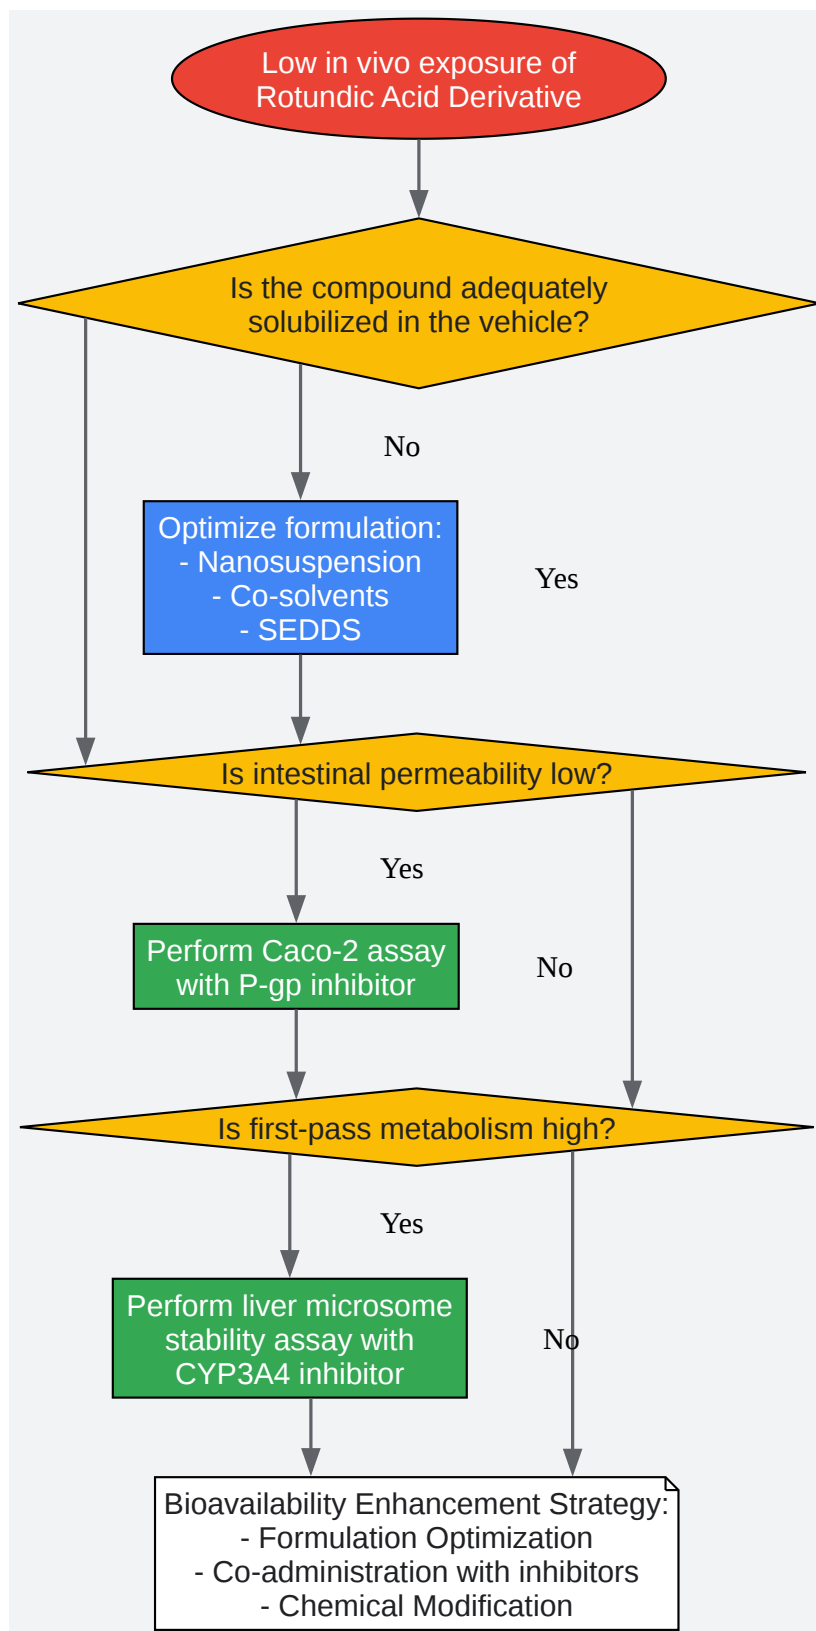 Low in vivo exposure of
Rotundic Acid Derivative
Is the compound adequately
solubilized in the vehicle?
No
Optimize formulation:
- Nanosuspension
- Co-solvents
- SEDDS
Yes
Is intestinal permeability low?
Yes
Perform Caco-2 assay
with P-gp inhibitor
No
Is first-pass metabolism high?
Yes
Perform liver microsome
stability assay with
CYP3A4 inhibitor
No
Bioavailability Enhancement Strategy:
- Formulation Optimization
- Co-administration with inhibitors
- Chemical Modification